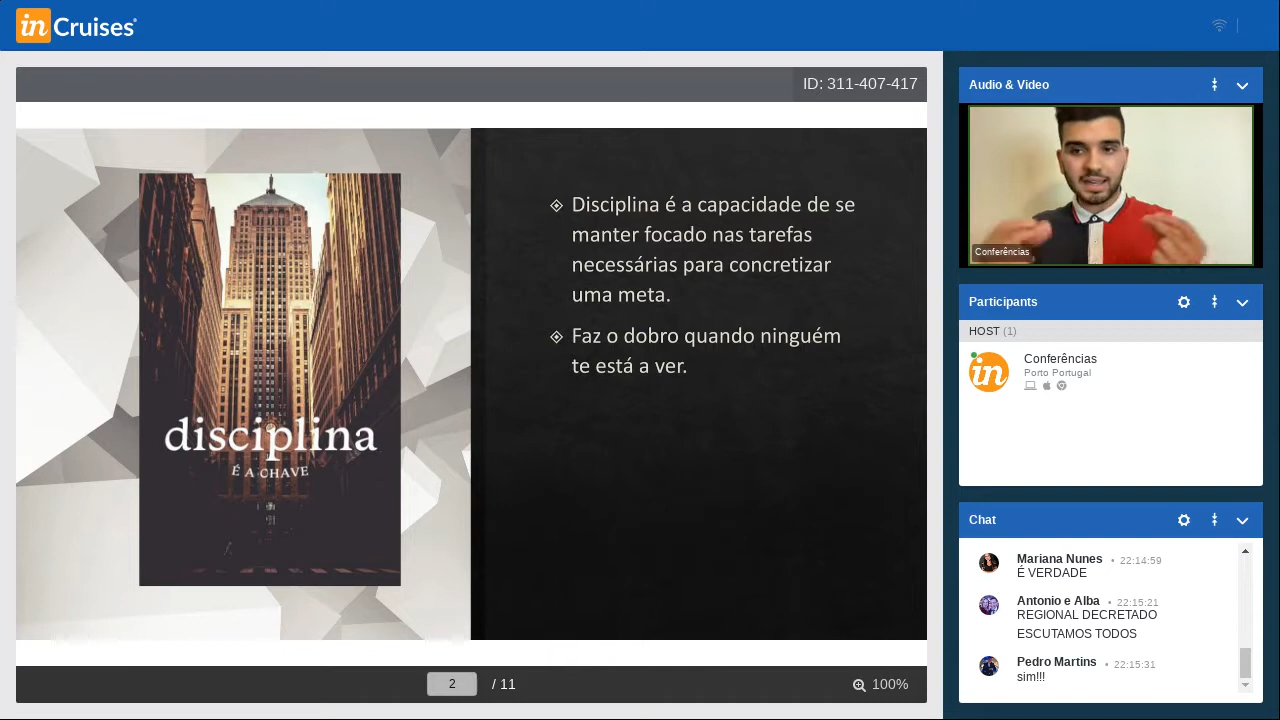 in Cruises®
ID: 311-407-417
disciplina
É A CHAVE
Disciplina é a capacidade de se
manter focado nas tarefas
necessárias para concretizar
uma meta.
Faz o dobro quando ninguém
te está a ver.
2 / 11
100%
Audio & Video
Conferências
Participants
HOST (1)
in
Conferências
Porto Portugal
Chat
Mariana Nunes • 22:14:59
É VERDADE
Antonio e Alba • 22:15:21
REGIONAL DECRETADO
ESCUTAMOS TODOS
Pedro Martins • 22:15:31
sim!!!